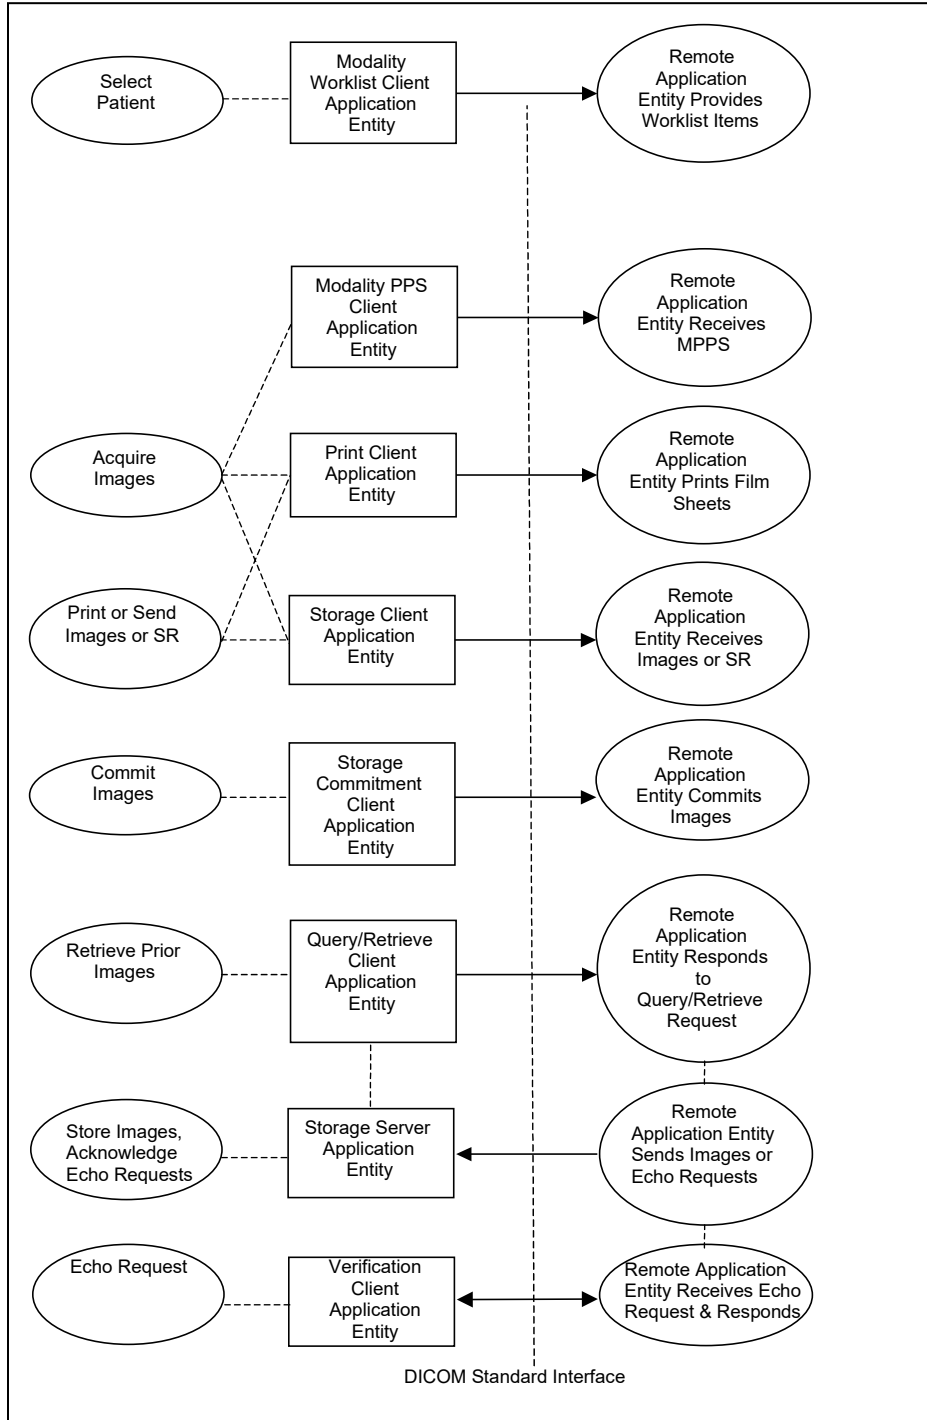 Select
Patient
Modality
Worklist Client
Application
Entity
Remote
Application
Entity Provides
Worklist Items
Modality PPS
Client
Application
Entity
Remote
Application
Entity Receives
MPPS
Acquire
Images
Print Client
Application
Entity
Remote
Application
Entity Prints Film
Sheets
Print or Send
Images or SR
Storage Client
Application
Entity
Remote
Application
Entity Receives
Images or SR
Commit
Images
Storage
Commitment
Client
Application
Entity
Remote
Application
Entity Commits
Images
Retrieve Prior
Images
Query/Retrieve
Client
Application
Entity
Remote
Application
Entity Responds
to
Query/Retrieve
Request
Store Images,
Acknowledge
Echo Requests
Storage Server
Application
Entity
Remote
Application Entity
Sends Images or
Echo Requests
Echo Request
Verification
Client
Application
Entity
Remote Application
Entity Receives Echo
Request & Responds
DICOM Standard Interface